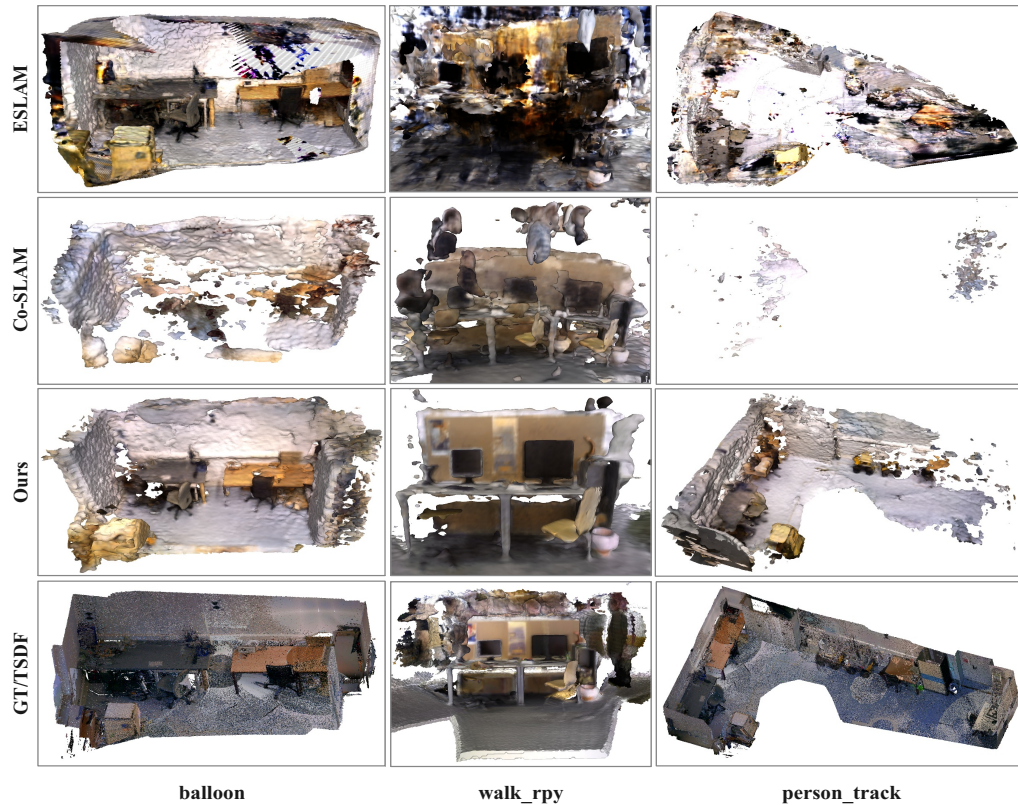 ESLAM
Co-SLAM
Ours
GT/TSDF
balloon
walk_rpy
person_track